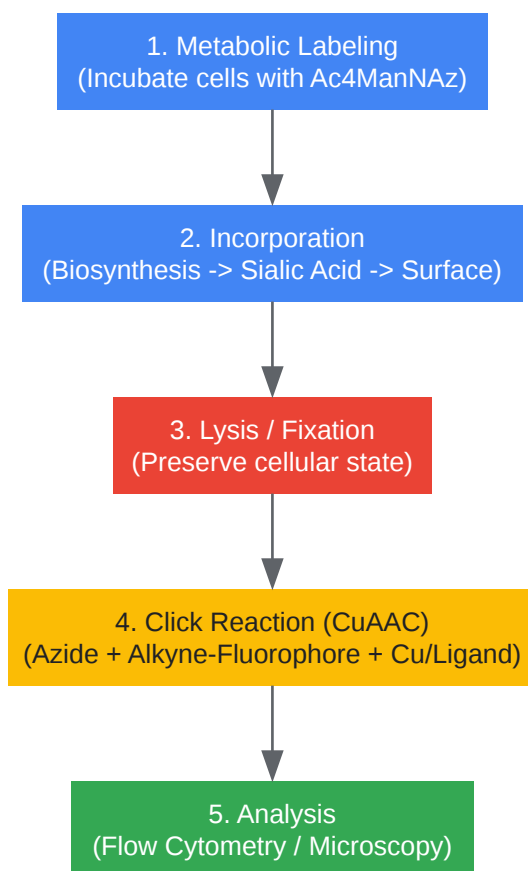 1. Metabolic Labeling
(Incubate cells with Ac4ManNAz)
2. Incorporation
(Biosynthesis -> Sialic Acid -> Surface)
3. Lysis / Fixation
(Preserve cellular state)
4. Click Reaction (CuAAC)
(Azide + Alkyne-Fluorophore + Cu/Ligand)
5. Analysis
(Flow Cytometry / Microscopy)